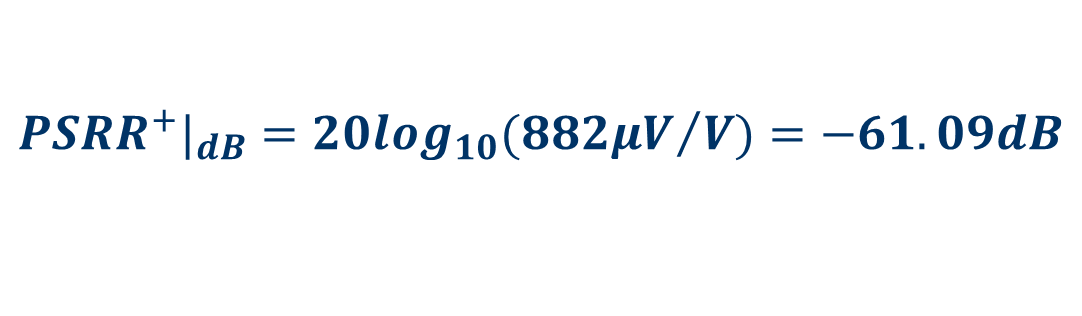 PSRR⁺|dB = 20log₁₀(882μV/V) = −61.09dB